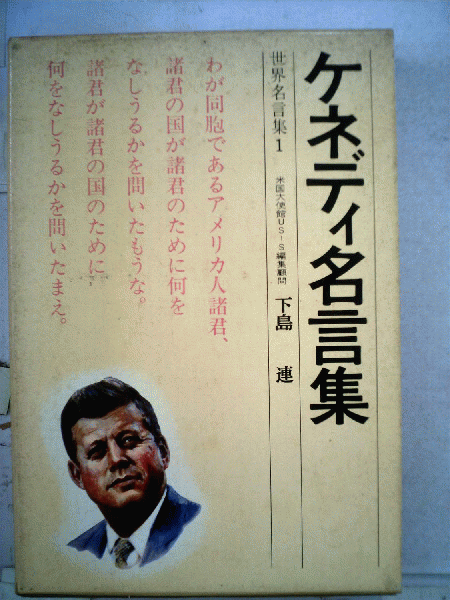 ケネディ名言集
世界名言集1
米国大使館US-S編集顧問
下島 連
わが同胞であるアメリカ人諸君、
諸君の国が諸君のために何を
なしうるかを問いたもうな。
諸君が諸君の国のために
何をなしうるかを問いたまえ。